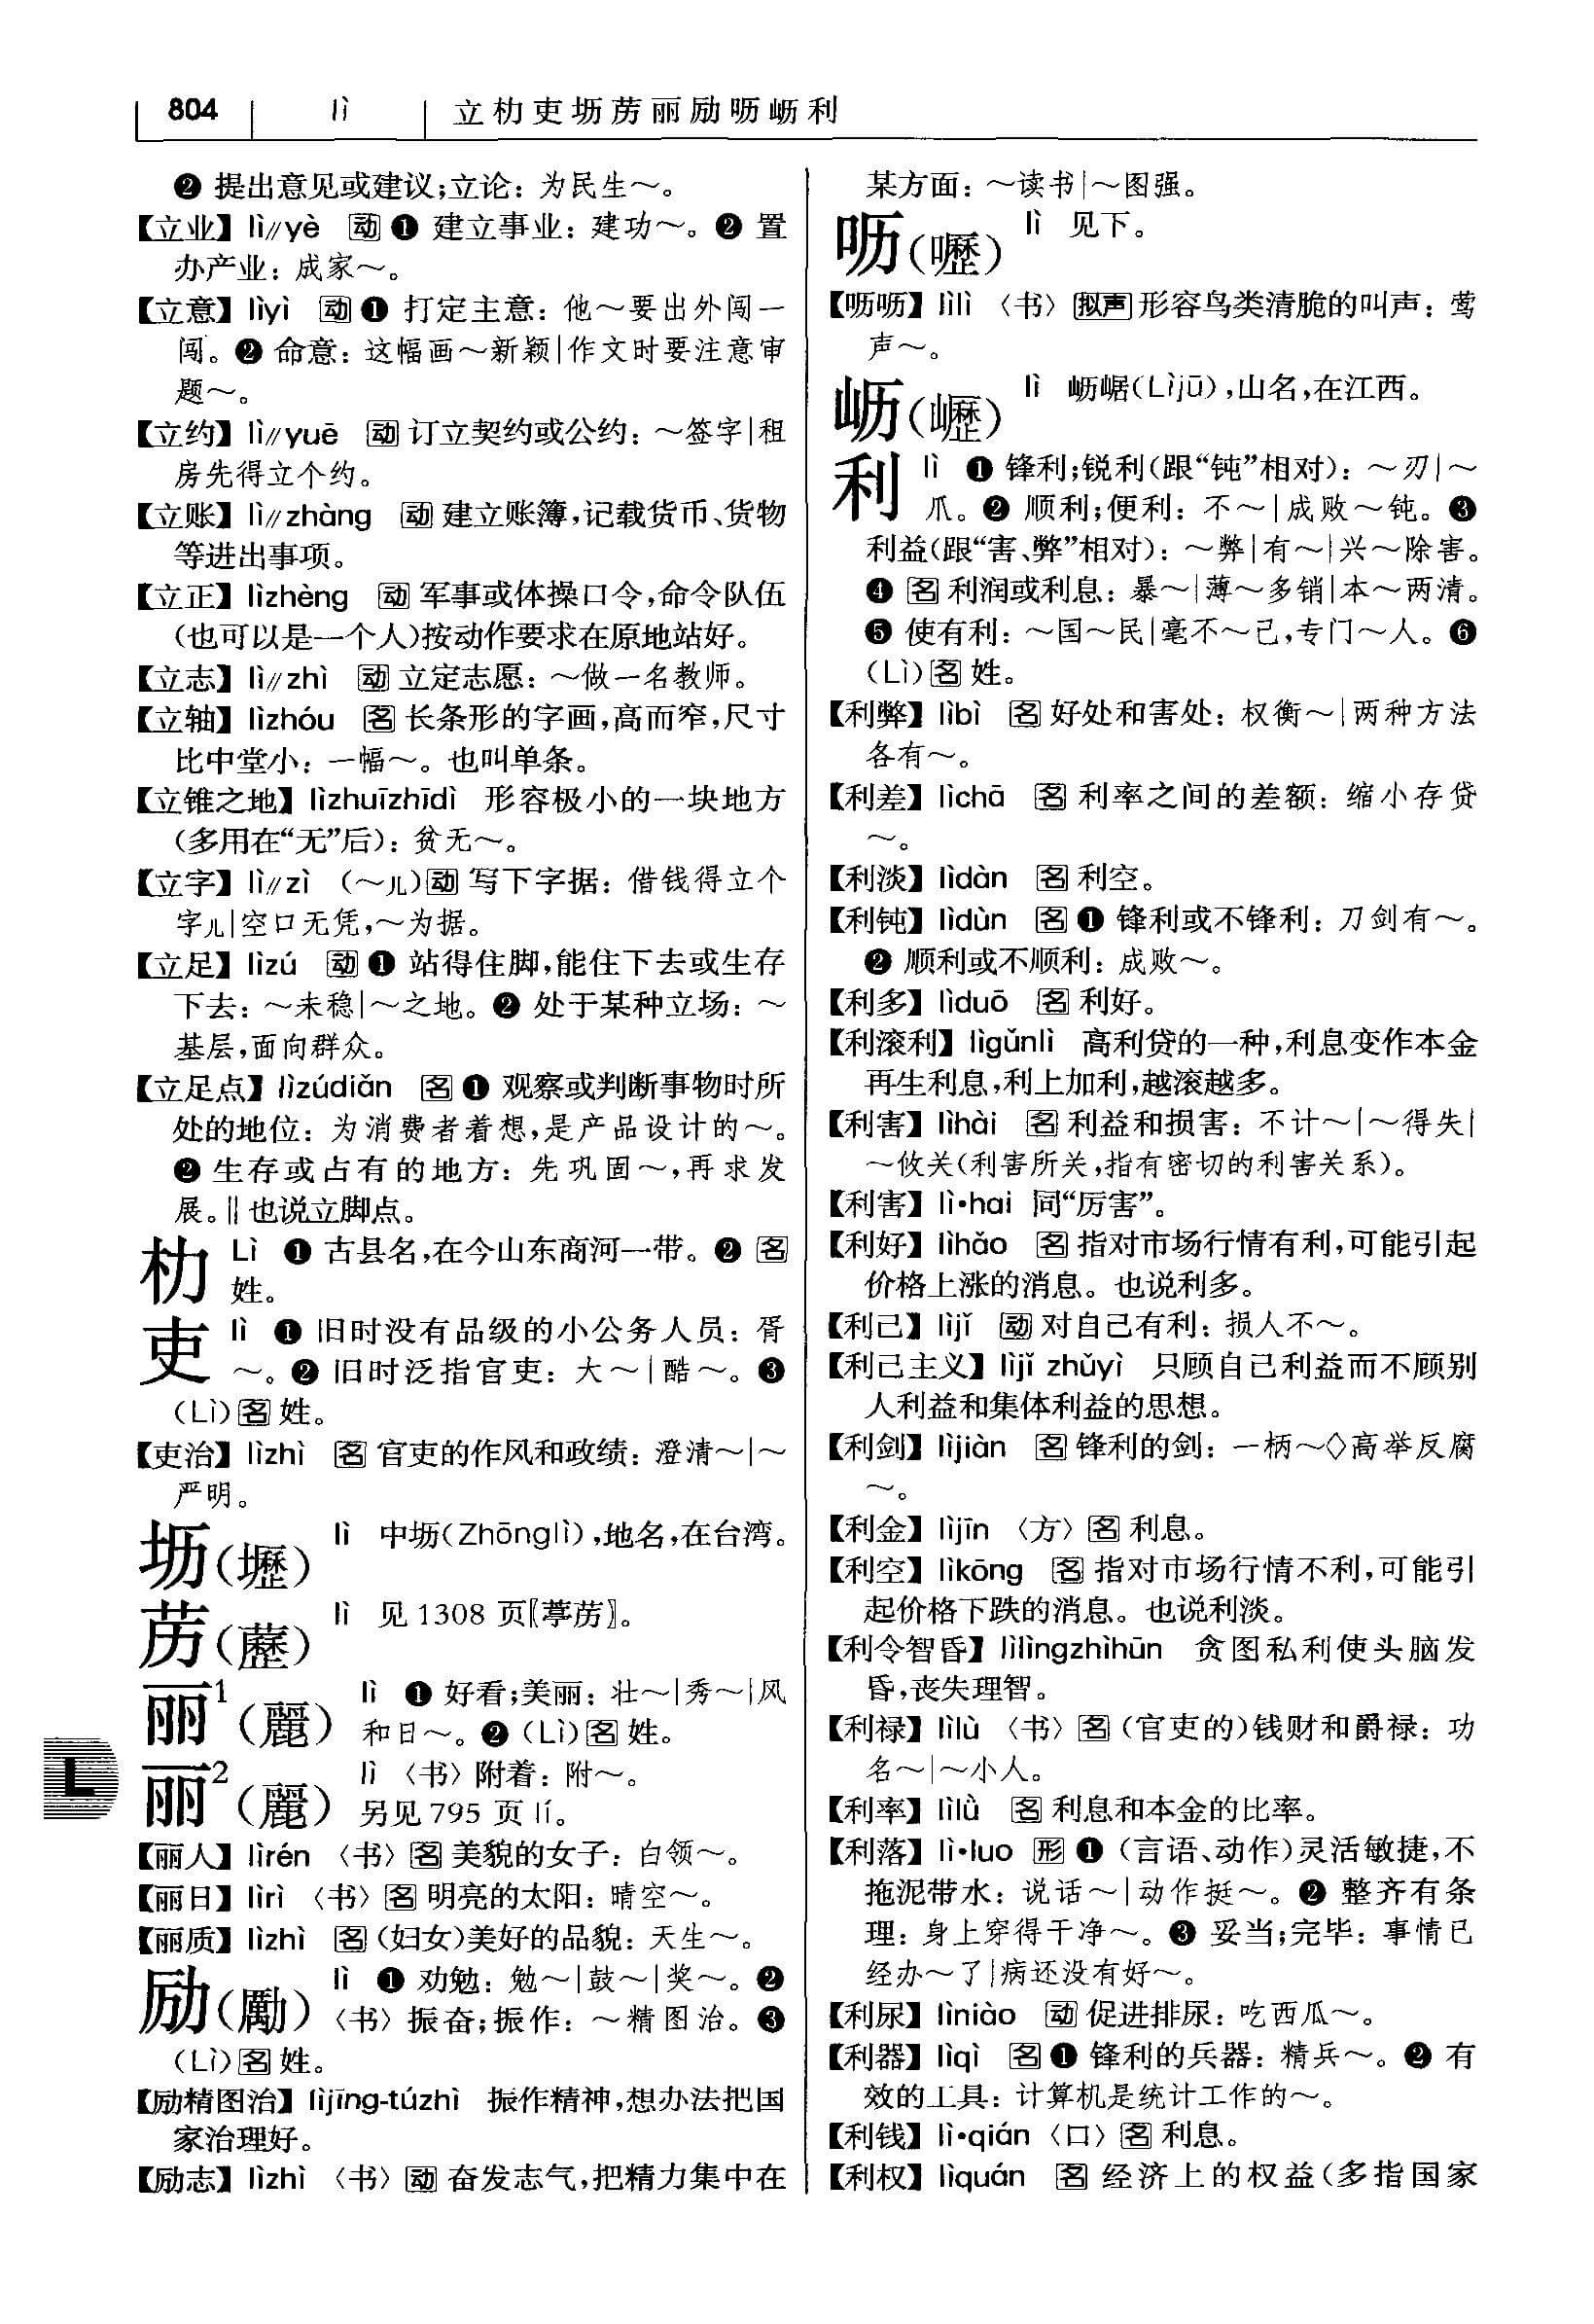 804 lì 立朸吏坜苈丽励呖岍利
❷ 提出意见或建议;立论:为民生～。
【立业】lì∥yè 动❶ 建立事业:建功～。❷ 置
办产业:成家～。
【立意】lìyì 动❶ 打定主意:他～要出外闯一
闯。❷ 命意:这幅画～新颖|作文时要注意审
题～。
【立约】lì∥yuē 动 订立契约或公约:～签字|租
房先得立个约。
【立账】lì∥zhàng 动 建立账簿,记载货币、货物
等进出事项。
【立正】lìzhèng 动 军事或体操口令,命令队伍
(也可以是一个人)按动作要求在原地站好。
【立志】lì∥zhì 动 立定志愿:～做一名教师。
【立轴】lìzhóu 名 长条形的字画,高而窄,尺寸
比中堂小:一幅～。也叫单条。
【立锥之地】lìzhuīzhīdì 形容极小的一块地方
(多用在“无”后):贫无～。
【立字】lì∥zì (～儿)动 写下字据:借钱得立个
字儿|空口无凭,～为据。
【立足】lìzú 动❶ 站得住脚,能住下去或生存
下去:～未稳|～之地。❷ 处于某种立场:～
基层,面向群众。
【立足点】lìzúdiǎn 名❶ 观察或判断事物时所
处的地位:为消费者着想,是产品设计的～。
❷ 生存或占有的地方:先巩固～,再求发
展。‖也说立脚点。
朸 Lì ❶ 古县名,在今山东商河一带。❷ 名
姓。
吏 lì ❶ 旧时没有品级的小公务人员:胥
～。❷ 旧时泛指官吏:大～|酷～。❸
(Lì)名 姓。
【吏治】lìzhì 名 官吏的作风和政绩:澄清～|～
严明。
坜(壢) lì 中坜(Zhōnglì),地名,在台湾。
苈(藶) lì 见 1308 页〖葶苈〗。
丽¹(麗) lì ❶ 好看;美丽:壮～|秀～|风
和日～。❷ (Lì)名 姓。
丽²(麗) lì 〈书〉附着:附～。
另见 795 页 lí。
【丽人】lìrén 〈书〉名 美貌的女子:白领～。
【丽日】lìrì 〈书〉名 明亮的太阳:晴空～。
【丽质】lìzhì 名 (妇女)美好的品貌:天生～。
励(勵) lì ❶ 劝勉:勉～|鼓～|奖～。❷
〈书〉振奋;振作:～精图治。❸
(Lì)名 姓。
【励精图治】lìjīng-túzhì 振作精神,想办法把国
家治理好。
【励志】lìzhì 〈书〉动 奋发志气,把精力集中在
L
某方面:～读书|～图强。
呖(嚦) lì 见下。
【呖呖】lìlì 〈书〉拟声 形容鸟类清脆的叫声:莺
声～。
𪨶(㠣) lì 𪨶崌(Lìjū),山名,在江西。
利 lì ❶ 锋利;锐利(跟“钝”相对):～刃|～
爪。❷ 顺利;便利:不～|成败～钝。❸
利益(跟“害、弊”相对):～弊|有～|兴～除害。
❹ 名 利润或利息:暴～|薄～多销|本～两清。
❺ 使有利:～国～民|毫不～己,专门～人。❻
(Lì)名 姓。
【利弊】lìbì 名 好处和害处:权衡～|两种方法
各有～。
【利差】lìchā 名 利率之间的差额:缩小存贷
～。
【利淡】lìdàn 名 利空。
【利钝】lìdùn 名❶ 锋利或不锋利:刀剑有～。
❷ 顺利或不顺利:成败～。
【利多】lìduō 名 利好。
【利滚利】lìgǔnlì 高利贷的一种,利息变作本金
再生利息,利上加利,越滚越多。
【利害】lìhài 名 利益和损害:不计～|～得失|
～攸关(利害所关,指有密切的利害关系)。
【利害】lì·hai 同“厉害”。
【利好】lìhǎo 名 指对市场行情有利,可能引起
价格上涨的消息。也说利多。
【利己】lìjǐ 动 对自己有利:损人不～。
【利己主义】lìjǐ zhǔyì 只顾自己利益而不顾别
人利益和集体利益的思想。
【利剑】lìjiàn 名 锋利的剑:一柄～◇高举反腐
～。
【利金】lìjīn 〈方〉名 利息。
【利空】lìkōng 名 指对市场行情不利,可能引
起价格下跌的消息。也说利淡。
【利令智昏】lìlìngzhìhūn 贪图私利使头脑发
昏,丧失理智。
【利禄】lìlù 〈书〉名 (官吏的)钱财和爵禄:功
名～|～小人。
【利率】lìlǜ 名 利息和本金的比率。
【利落】lì·luo 形❶ (言语、动作)灵活敏捷,不
拖泥带水:说话～|动作挺～。❷ 整齐有条
理:身上穿得干净～。❸ 妥当;完毕:事情已
经办～了|病还没有好～。
【利尿】lìniào 动 促进排尿:吃西瓜～。
【利器】lìqì 名❶ 锋利的兵器:精兵～。❷ 有
效的工具:计算机是统计工作的～。
【利钱】lì·qián 〈口〉名 利息。
【利权】lìquán 名 经济上的权益(多指国家